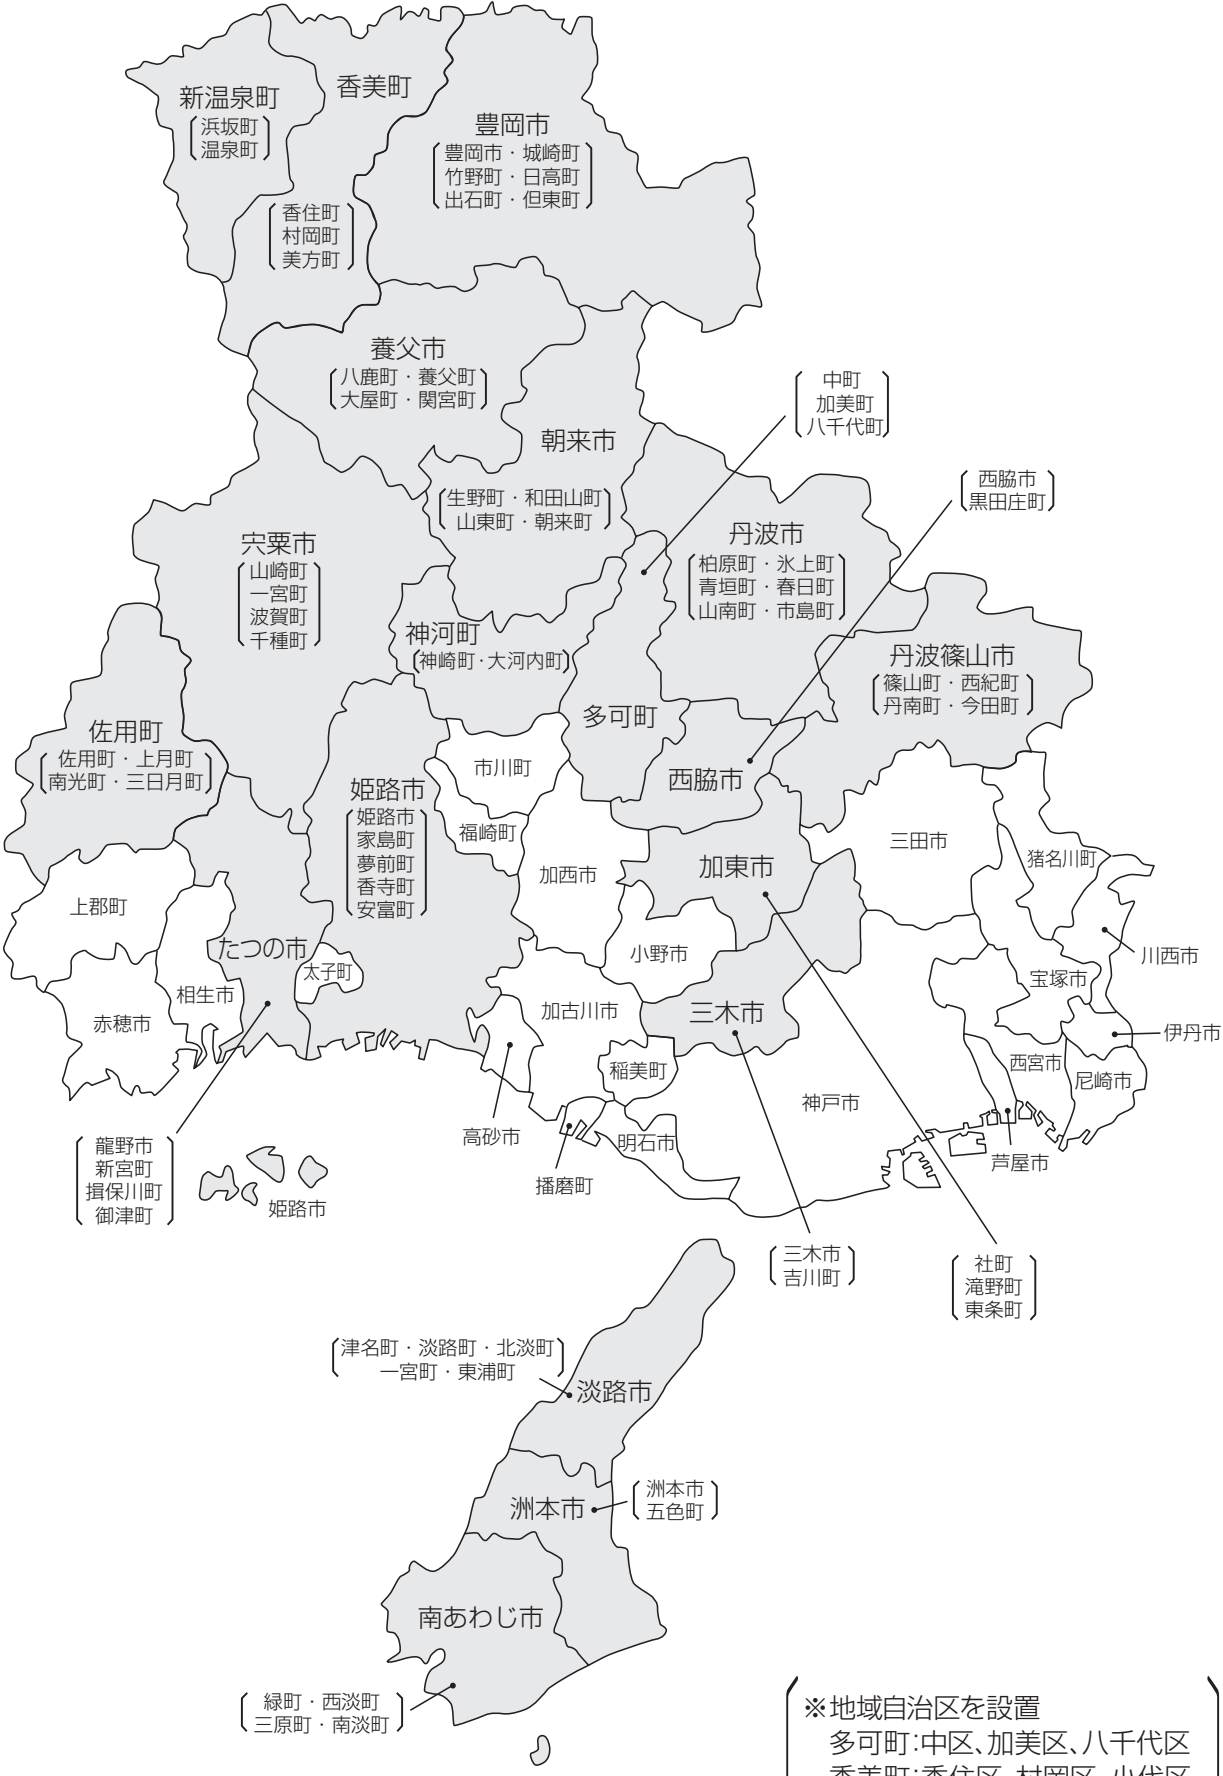 新温泉町
浜坂町
温泉町
香美町
香住町
村岡町
美方町
豊岡市
豊岡市・城崎町
竹野町・日高町
出石町・但東町
養父市
八鹿町・養父町
大屋町・関宮町
朝来市
生野町・和田山町
山東町・朝来町
中町
加美町
八千代町
西脇市
黒田庄町
丹波市
柏原町・氷上町
青垣町・春日町
山南町・市島町
宍粟市
山崎町
一宮町
波賀町
千種町
神河町
神崎町・大河内町
丹波篠山市
篠山町・西紀町
丹南町・今田町
佐用町
佐用町・上月町
南光町・三日月町
多可町
西脇市
市川町
姫路市
姫路市
家島町
夢前町
香寺町
安富町
福崎町
加西市
加東市
三田市
猪名川町
上郡町
たつの市
太子町
相生市
赤穂市
小野市
三木市
加古川市
稲美町
川西市
宝塚市
伊丹市
西宮市
尼崎市
神戸市
高砂市
播磨町
明石市
芦屋市
龍野市
新宮町
揖保川町
御津町
姫路市
三木市
吉川町
社町
滝野町
東条町
津名町・淡路町・北淡町
一宮町・東浦町
淡路市
洲本市
洲本市
五色町
南あわじ市
緑町・西淡町
三原町・南淡町
※地域自治区を設置
多可町:中区、加美区、八千代区
香美町:香住区、村岡区、小代区